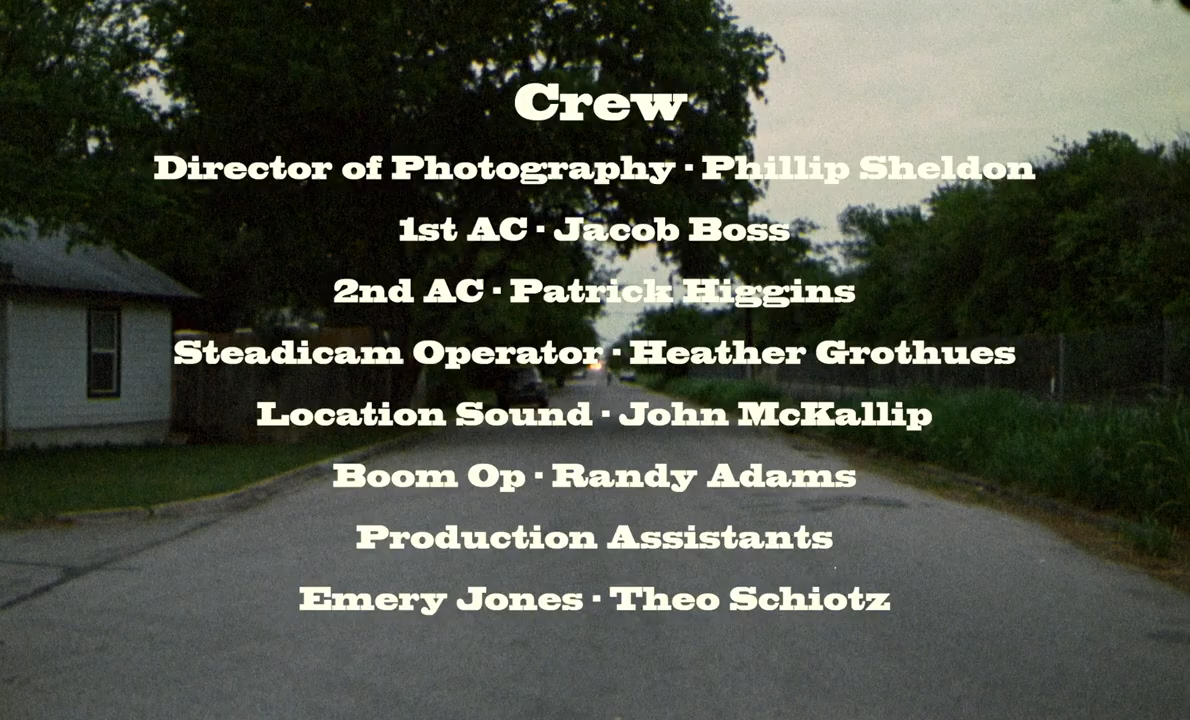 Crew
Director of Photography · Phillip Sheldon
1st AC · Jacob Boss
2nd AC · Patrick Higgins
Steadicam Operator · Heather Grothues
Location Sound · John McKallip
Boom Op · Randy Adams
Production Assistants
Emery Jones · Theo Schiotz